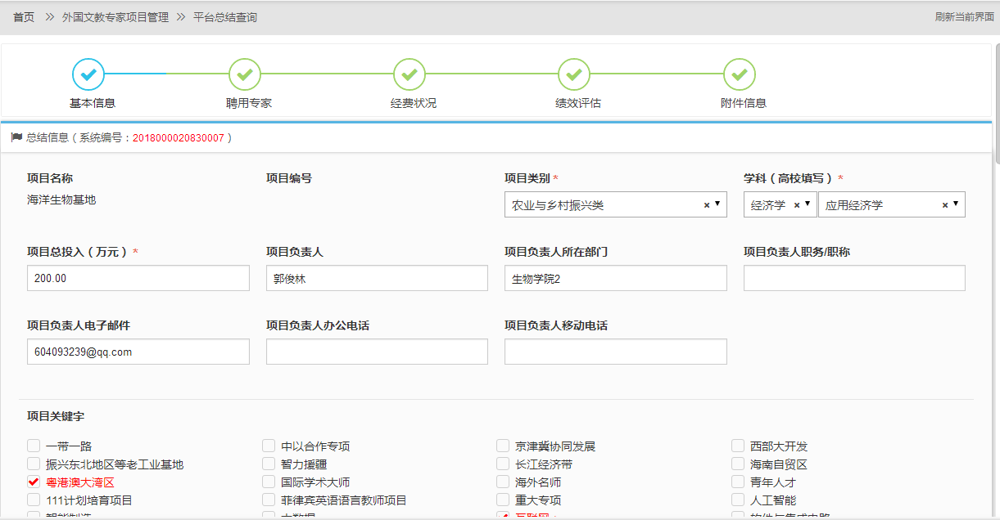 首页 >> 外国文教专家项目管理 >> 平台总结查询 刷新当前界面
基本信息 聘用专家 经费状况 绩效评估 附件信息
总结信息（系统编号：2018000020830007）
项目名称 项目编号 项目类别 * 学科（高校填写） *
海洋生物基地 农业与乡村振兴类 × 经济学 × 应用经济学 ×
项目总投入（万元） * 项目负责人 项目负责人所在部门 项目负责人职务/职称
200.00 郭俊林 生物学院2
项目负责人电子邮件 项目负责人办公电话 项目负责人移动电话
604093239@qq.com
项目关键字
一带一路 中以合作专项 京津冀协同发展 西部大开发
振兴东北地区等老工业基地 智力援疆 长江经济带 海南自贸区
粤港澳大湾区 国际学术大师 海外名师 青年人才
111计划培育项目 菲律宾英语语言教师项目 重大专项 人工智能